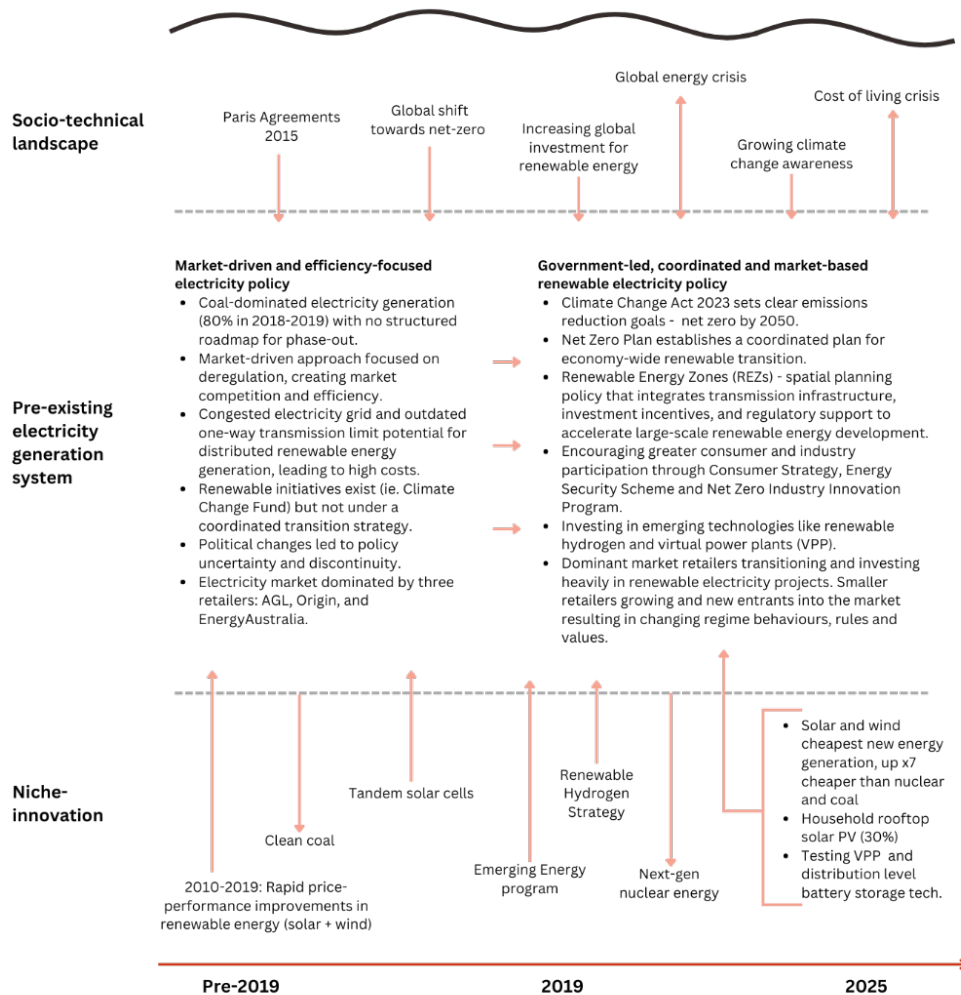 Socio-technical
landscape
Paris Agreements
2015
Global shift
towards net-zero
Increasing global
investment for
renewable energy
Global energy crisis
Growing climate
change awareness
Cost of living crisis
Pre-existing
electricity
generation
system
Market-driven and efficiency-focused
electricity policy
• Coal-dominated electricity generation
(80% in 2018-2019) with no structured
roadmap for phase-out.
• Market-driven approach focused on
deregulation, creating market
competition and efficiency.
• Congested electricity grid and outdated
one-way transmission limit potential for
distributed renewable energy
generation, leading to high costs.
• Renewable initiatives exist (ie. Climate
Change Fund) but not under a
coordinated transition strategy.
• Political changes led to policy
uncertainty and discontinuity.
• Electricity market dominated by three
retailers: AGL, Origin, and
EnergyAustralia.
Government-led, coordinated and market-based
renewable electricity policy
• Climate Change Act 2023 sets clear emissions
reduction goals - net zero by 2050.
• Net Zero Plan establishes a coordinated plan for
economy-wide renewable transition.
• Renewable Energy Zones (REZs) - spatial planning
policy that integrates transmission infrastructure,
investment incentives, and regulatory support to
accelerate large-scale renewable energy development.
• Encouraging greater consumer and industry
participation through Consumer Strategy, Energy
Security Scheme and Net Zero Industry Innovation
Program.
• Investing in emerging technologies like renewable
hydrogen and virtual power plants (VPP).
• Dominant market retailers transitioning and investing
heavily in renewable electricity projects. Smaller
retailers growing and new entrants into the market
resulting in changing regime behaviours, rules and
values.
Niche-
innovation
2010-2019: Rapid price-
performance improvements in
renewable energy (solar + wind)
Clean coal
Tandem solar cells
Emerging Energy
program
Renewable
Hydrogen
Strategy
Next-gen
nuclear energy
• Solar and wind
cheapest new energy
generation, up x7
cheaper than nuclear
and coal
• Household rooftop
solar PV (30%)
• Testing VPP and
distribution level
battery storage tech.
Pre-2019
2019
2025